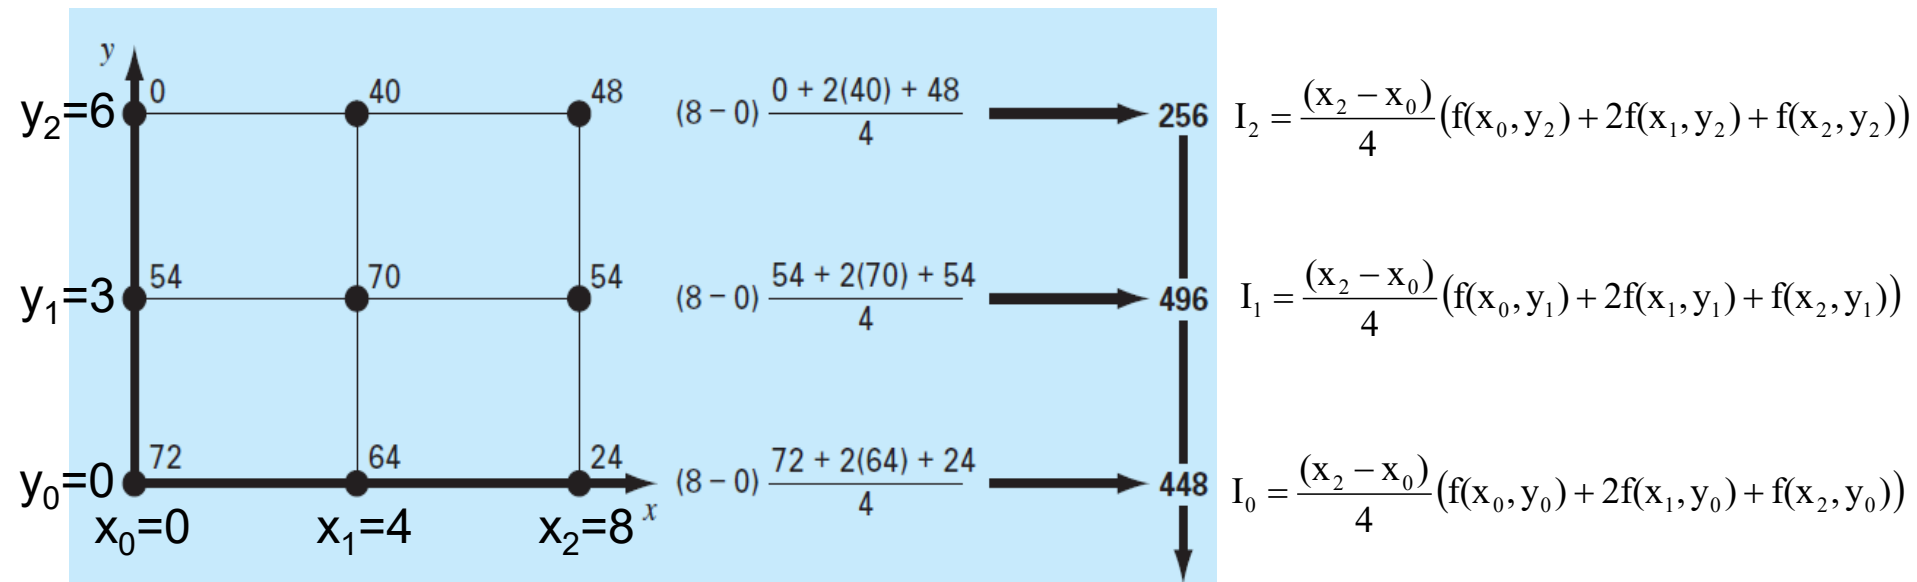 y
0 40 48
y₂=6
(8 – 0) (0 + 2(40) + 48)/4 256 I₂ = (x₂ − x₀)/4 (f(x₀, y₂) + 2f(x₁, y₂) + f(x₂, y₂))
54 70 54
y₁=3
(8 – 0) (54 + 2(70) + 54)/4 496 I₁ = (x₂ − x₀)/4 (f(x₀, y₁) + 2f(x₁, y₁) + f(x₂, y₁))
72 64 24
y₀=0
(8 – 0) (72 + 2(64) + 24)/4 448 I₀ = (x₂ − x₀)/4 (f(x₀, y₀) + 2f(x₁, y₀) + f(x₂, y₀))
x₀=0 x₁=4 x₂=8 x